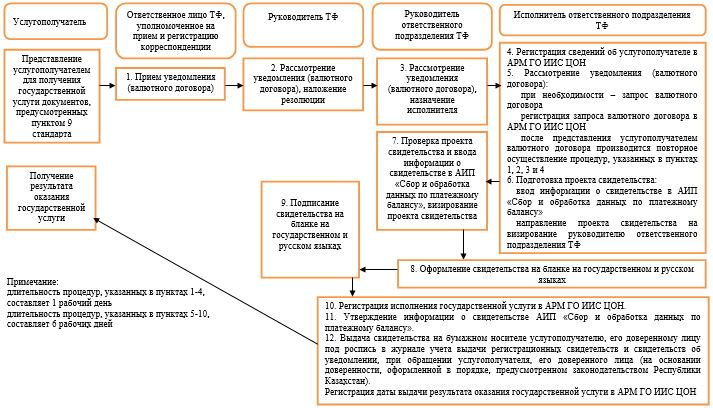 Услугополучатель
Ответственное лицо ТФ,
уполномоченное на
прием и регистрацию
корреспонденции
Руководитель ТФ
Руководитель
ответственного
подразделения ТФ
Исполнитель ответственного подразделения
ТФ
Представление
услугополучателем
для получения
государственной
услуги документов,
предусмотренных
пунктом 9
стандарта
1. Прием уведомления
(валютного договора)
2. Рассмотрение
уведомления (валютного
договора), наложение
резолюции
3. Рассмотрение
уведомления
(валютного договора),
назначение
исполнителя
4. Регистрация сведений об услугополучателе в
АРМ ГО ИИС ЦОН
5. Рассмотрение уведомления (валютного
договора):
при необходимости – запрос валютного
договора
регистрация запроса валютного договора в
АРМ ГО ИИС ЦОН
после представления услугополучателем
валютного договора производится повторное
осуществление процедур, указанных в пунктах
1, 2, 3 и 4
6. Подготовка проекта свидетельства:
ввод информации о свидетельстве в АИП
«Сбор и обработка данных по платежному
балансу»
направление проекта свидетельства на
визирование руководителю ответственного
подразделения ТФ
7. Проверка проекта
свидетельства и ввода
информации о
свидетельстве в АИП
«Сбор и обработка
данных по платежному
балансу», визирование
проекта свидетельства
Получение
результата
оказания
государственной
услуги
9. Подписание
свидетельства на
бланке на
государственном и
русском языках
8. Оформление свидетельства на бланке на государственном и русском
языках
Примечание:
длительность процедур, указанных в пунктах 1-4,
составляет 1 рабочий день
длительность процедур, указанных в пунктах 5-10,
составляет 6 рабочих дней
10. Регистрация исполнения государственной услуги в АРМ ГО ИИС ЦОН.
11. Утверждение информации о свидетельстве АИП «Сбор и обработка данных по
платежному балансу».
12. Выдача свидетельства на бумажном носителе услугополучателю, его доверенному лицу
под роспись в журнале учета выдачи регистрационных свидетельств и свидетельств об
уведомлении, при обращении услугополучателя, его доверенного лица (на основании
доверенности, оформленной в порядке, предусмотренном законодательством Республики
Казахстан).
Регистрация даты выдачи результата оказания государственной услуги в АРМ ГО ИИС ЦОН